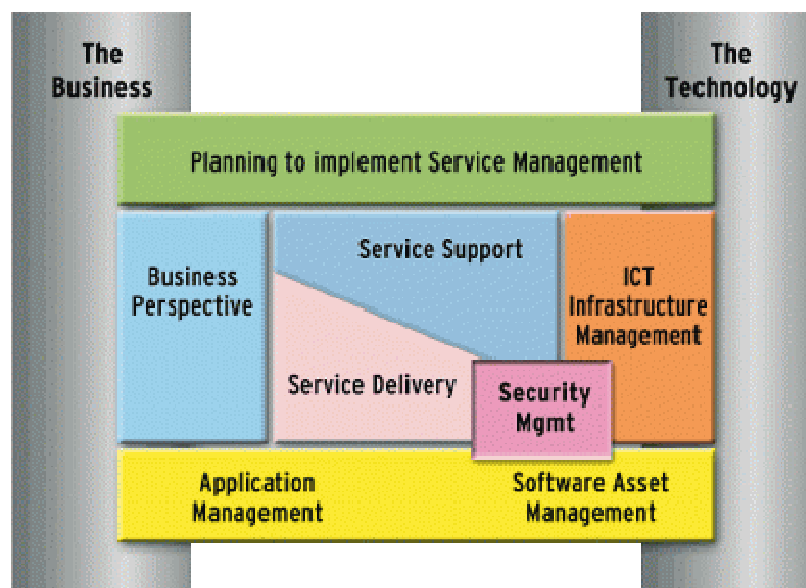 The
Business
The
Technology
Planning to implement Service Management
Service Support
Business
Perspective
ICT
Infrastructure
Management
Service Delivery
Security
Mgmt
Application
Management
Software Asset
Management